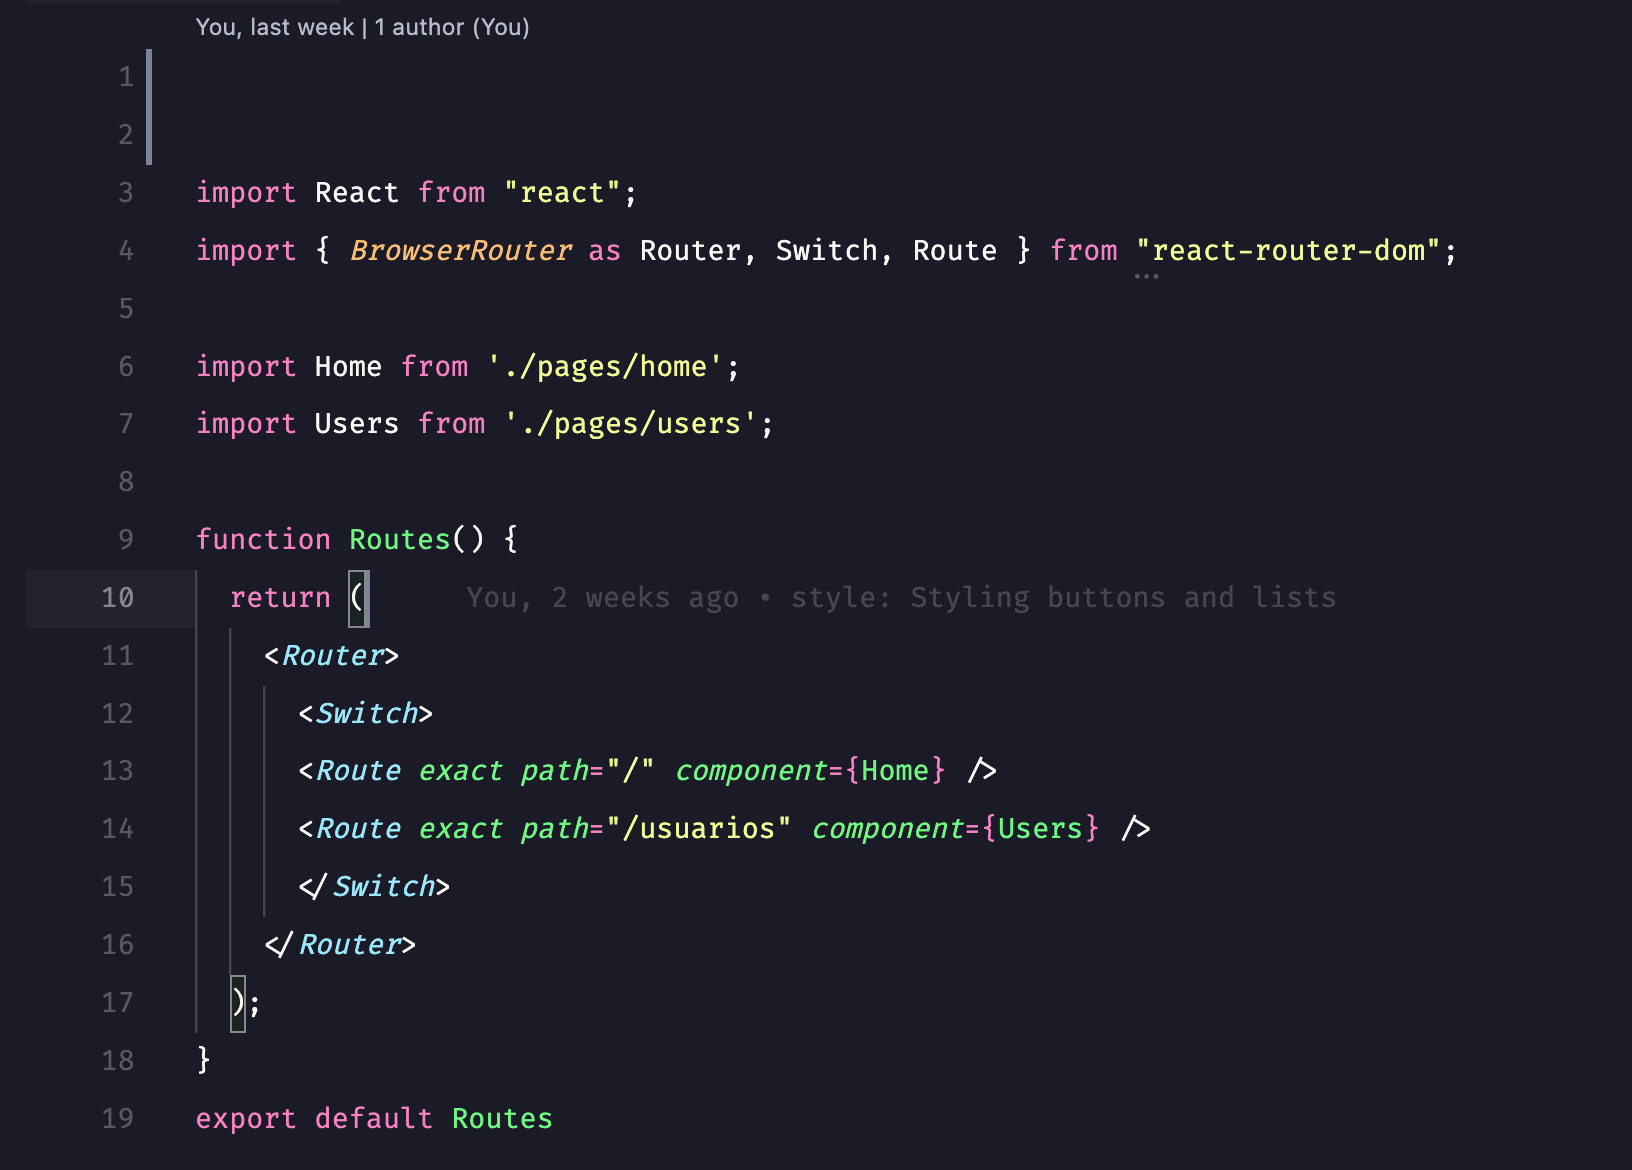 You, last week | 1 author (You)
1
2
3 import React from "react";
4 import { BrowserRouter as Router, Switch, Route } from "react-router-dom";
5
6 import Home from './pages/home';
7 import Users from './pages/users';
8
9 function Routes() {
10   return (      You, 2 weeks ago • style: Styling buttons and lists
11     <Router>
12       <Switch>
13       <Route exact path="/" component={Home} />
14       <Route exact path="/usuarios" component={Users} />
15       </Switch>
16     </Router>
17   );
18 }
19 export default Routes